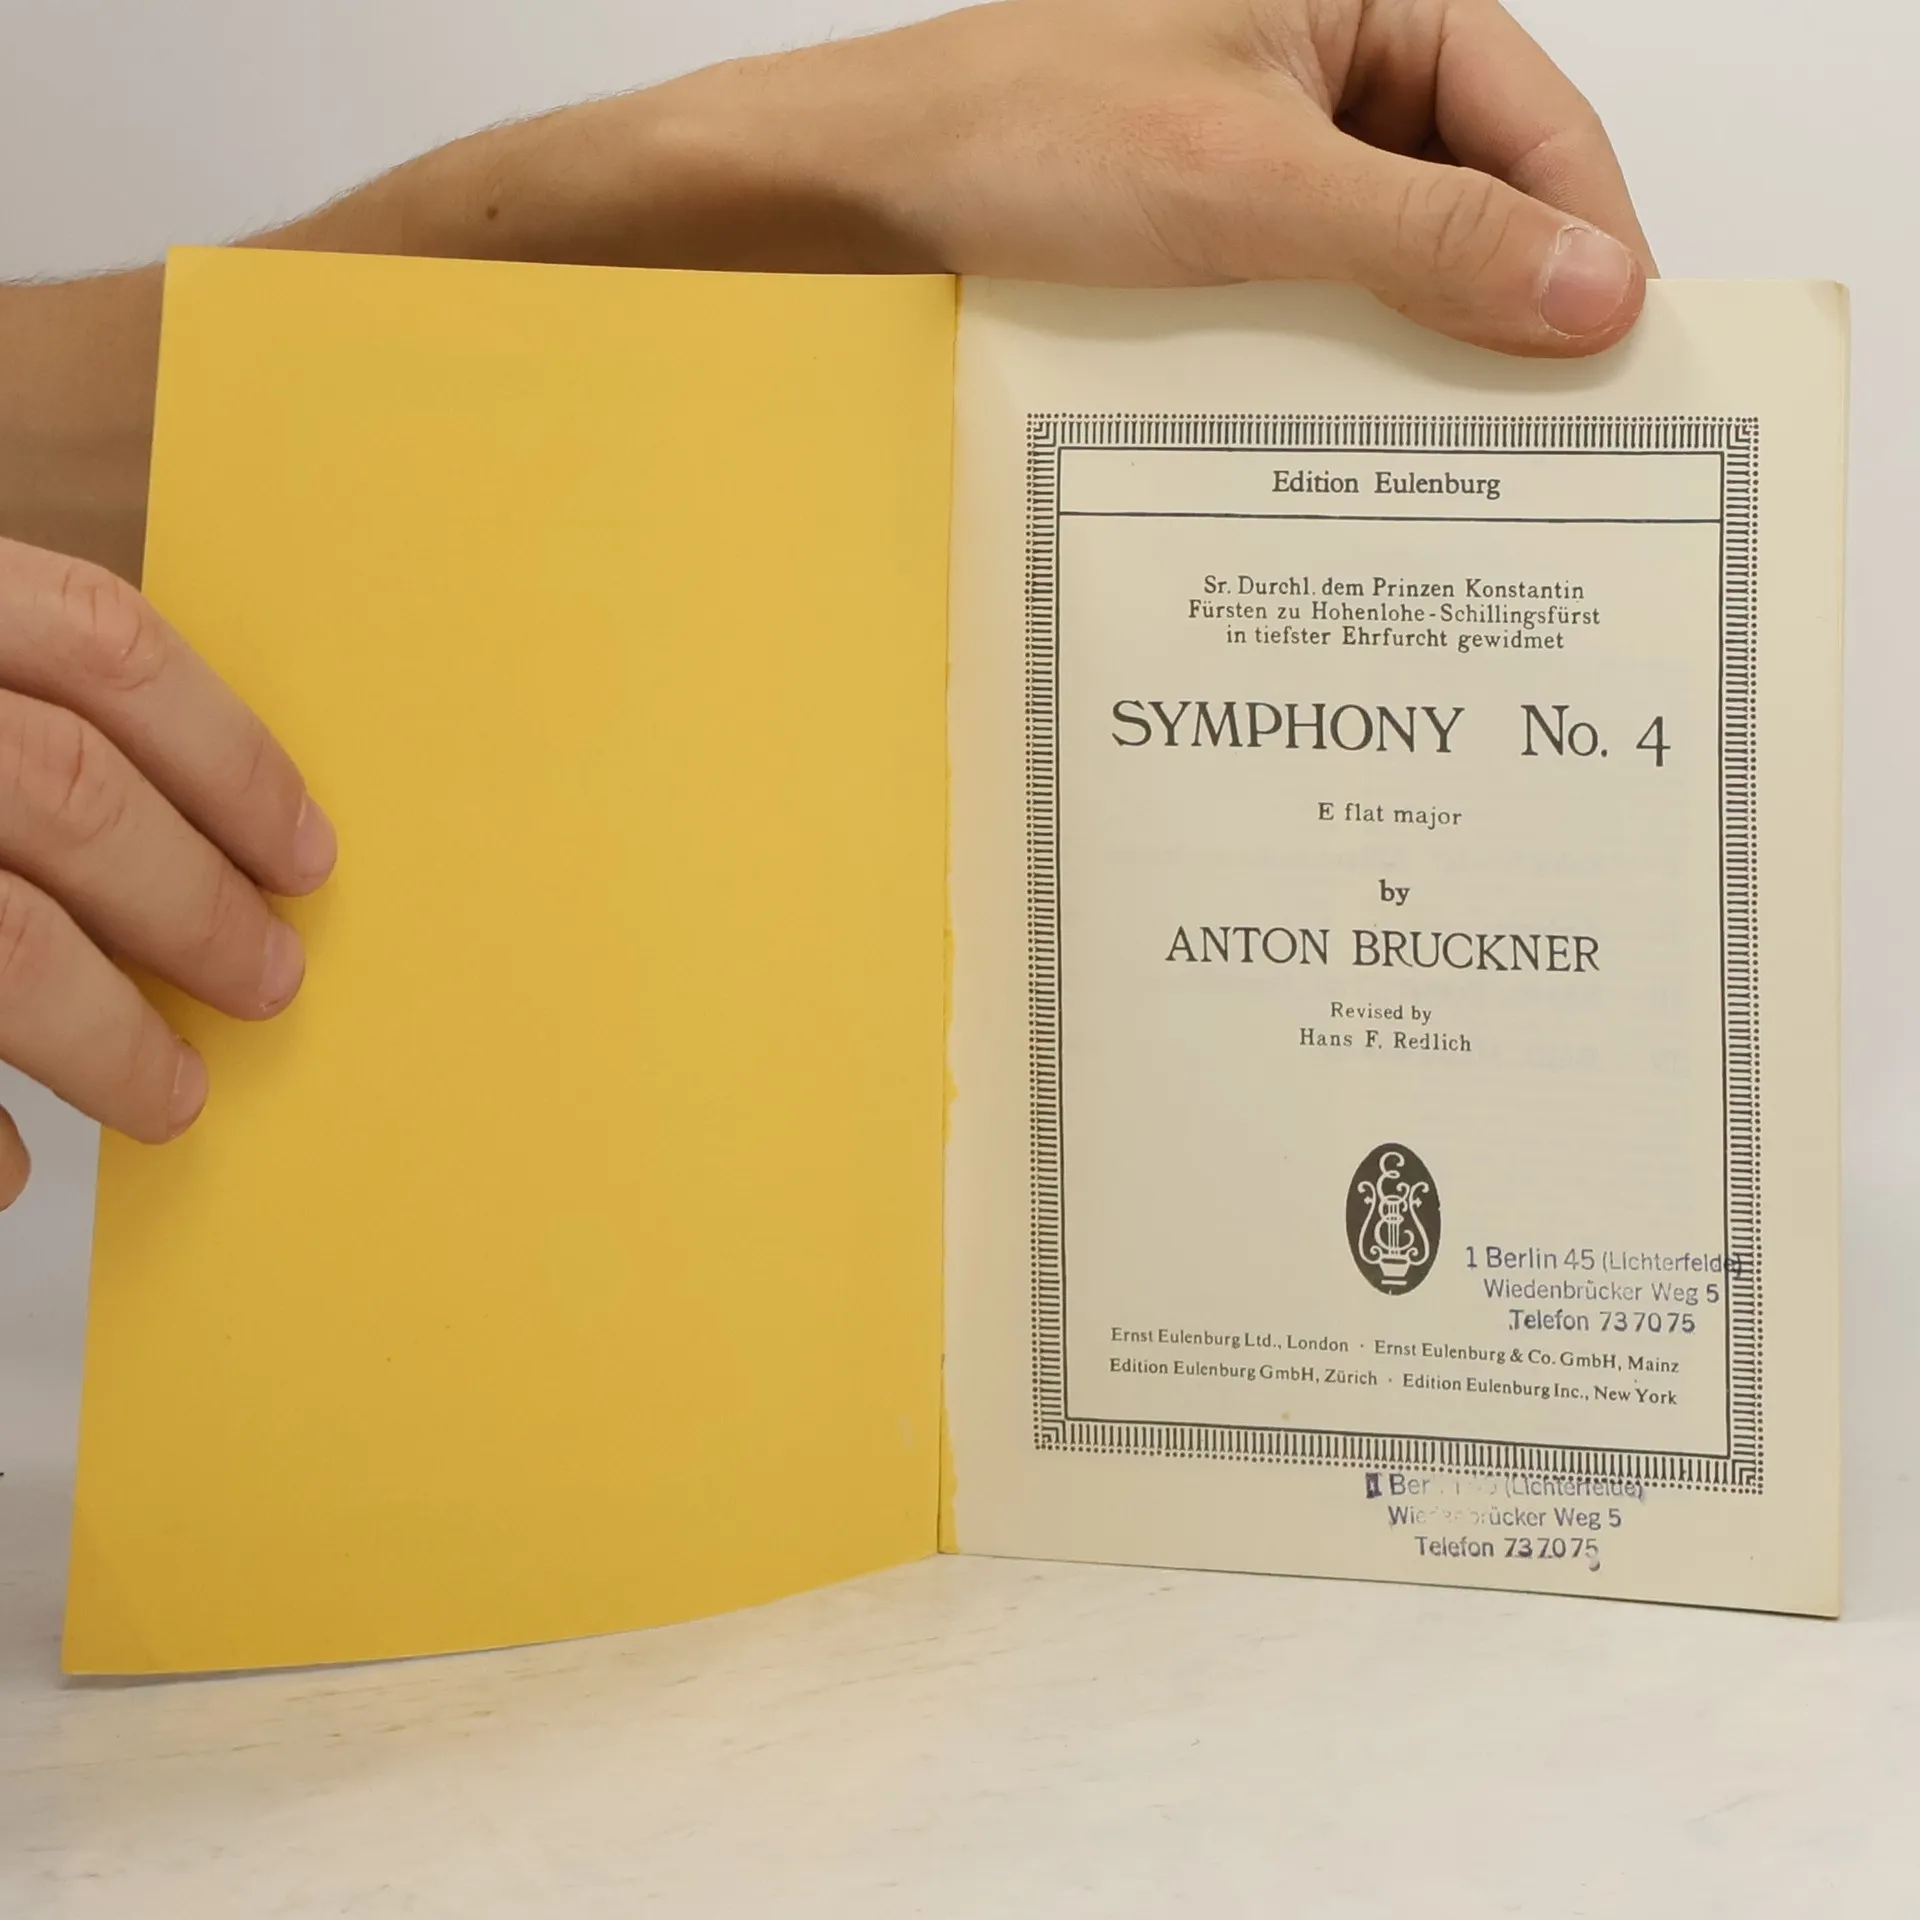 Edition Eulenburg
Sr. Durchl. dem Prinzen Konstantin
Fürsten zu Hohenlohe-Schillingsfürst
in tiefster Ehrfurcht gewidmet
SYMPHONY No. 4
E flat major
by
ANTON BRUCKNER
Revised by
Hans F. Redlich
1 Berlin 45 (Lichterfelde)
Wiedenbrücker Weg 5
Telefon 73 70 75
Ernst Eulenburg Ltd., London · Ernst Eulenburg & Co. GmbH, Mainz
Edition Eulenburg GmbH, Zürich · Edition Eulenburg Inc., New York
(Lichterfelde)
Weg 5
Telefon 73 70 75